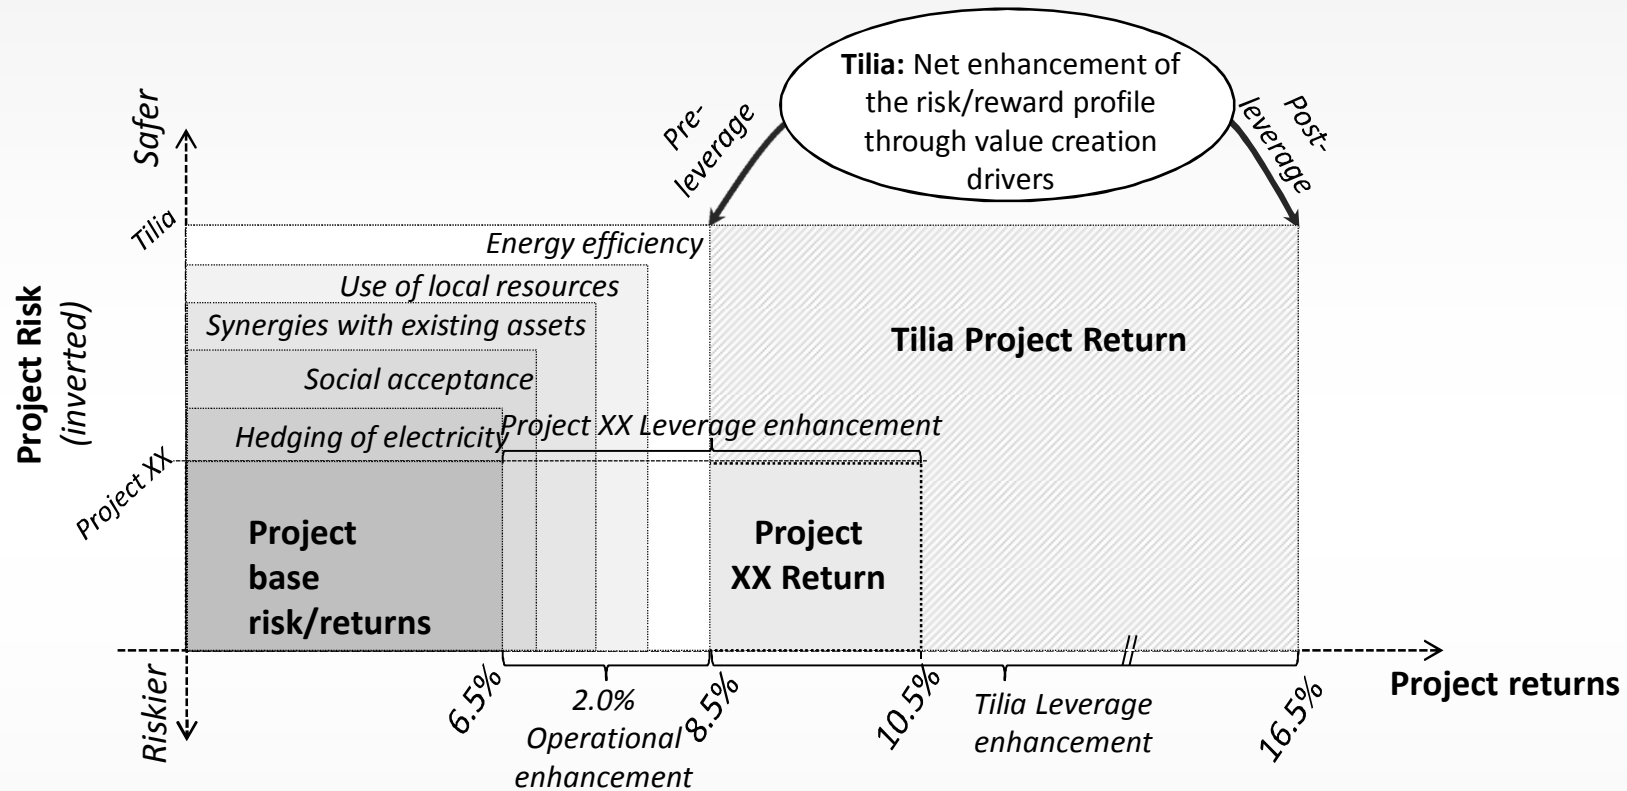 Tilia: Net enhancement of
the risk/reward profile
through value creation
drivers
Pre-
leverage
Post-
leverage
Safer
Tilia
Energy efficiency
Use of local resources
Synergies with existing assets
Social acceptance
Hedging of electricity
Project XX Leverage enhancement
Tilia Project Return
Project Risk
(inverted)
Project XX
Project
base
risk/returns
Project
XX Return
Riskier
6.5%
8.5%
10.5%
16.5%
Project returns
2.0%
Operational
enhancement
Tilia Leverage
enhancement